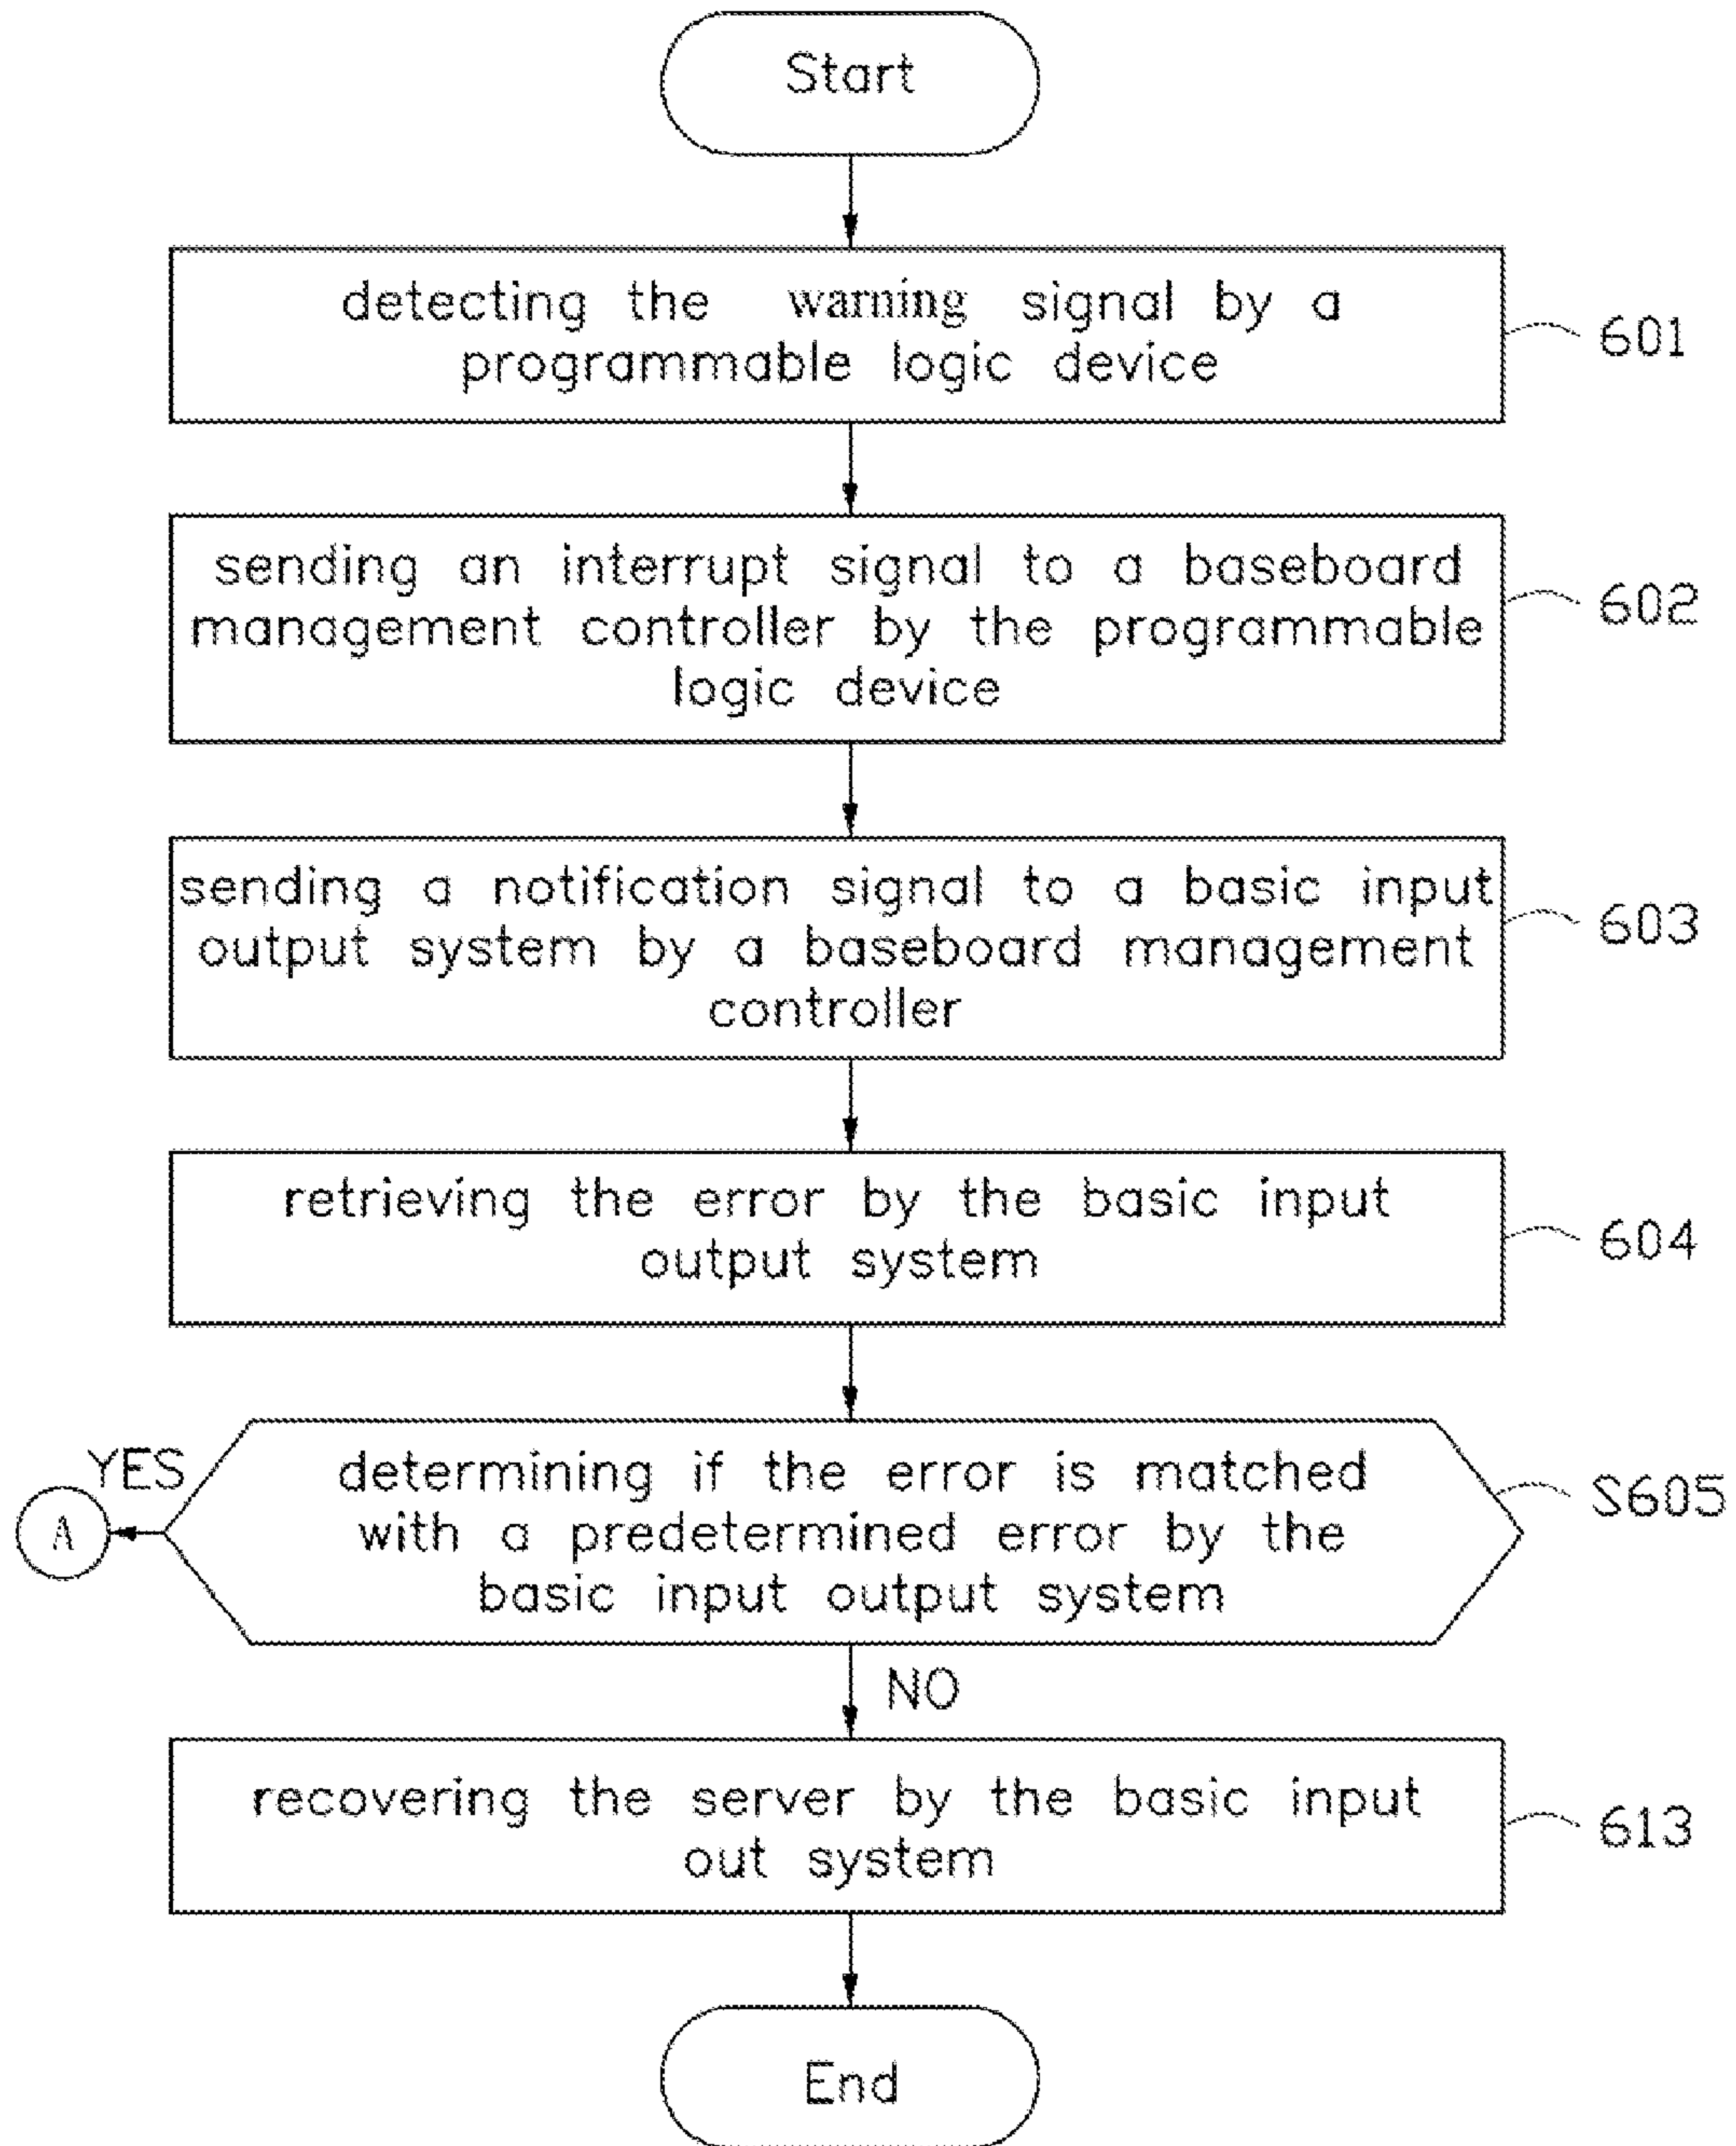 Start
detecting the warning signal by a
programmable logic device
601
sending an interrupt signal to a baseboard
management controller by the programmable
logic device
602
sending a notification signal to a basic input
output system by a baseboard management
controller
603
retrieving the error by the basic input
output system
604
YES
A
determining if the error is matched
with a predetermined error by the
basic input output system
S605
NO
recovering the server by the basic input
out system
613
End